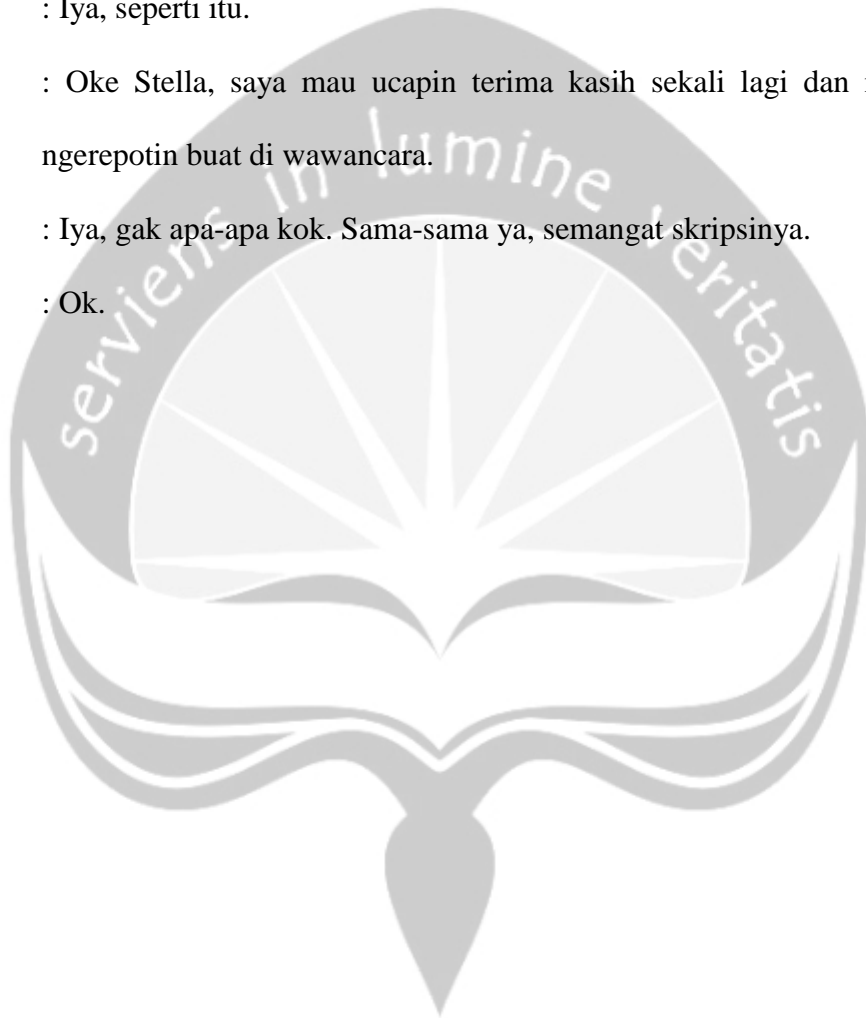 : Iya, seperti itu.
: Oke Stella, saya mau ucapin terima kasih sekali lagi dan
ngerepotin buat di wawancara.
: Iya, gak apa-apa kok. Sama-sama ya, semangat skripsinya.
: Ok.
serviens in lumine veritatis